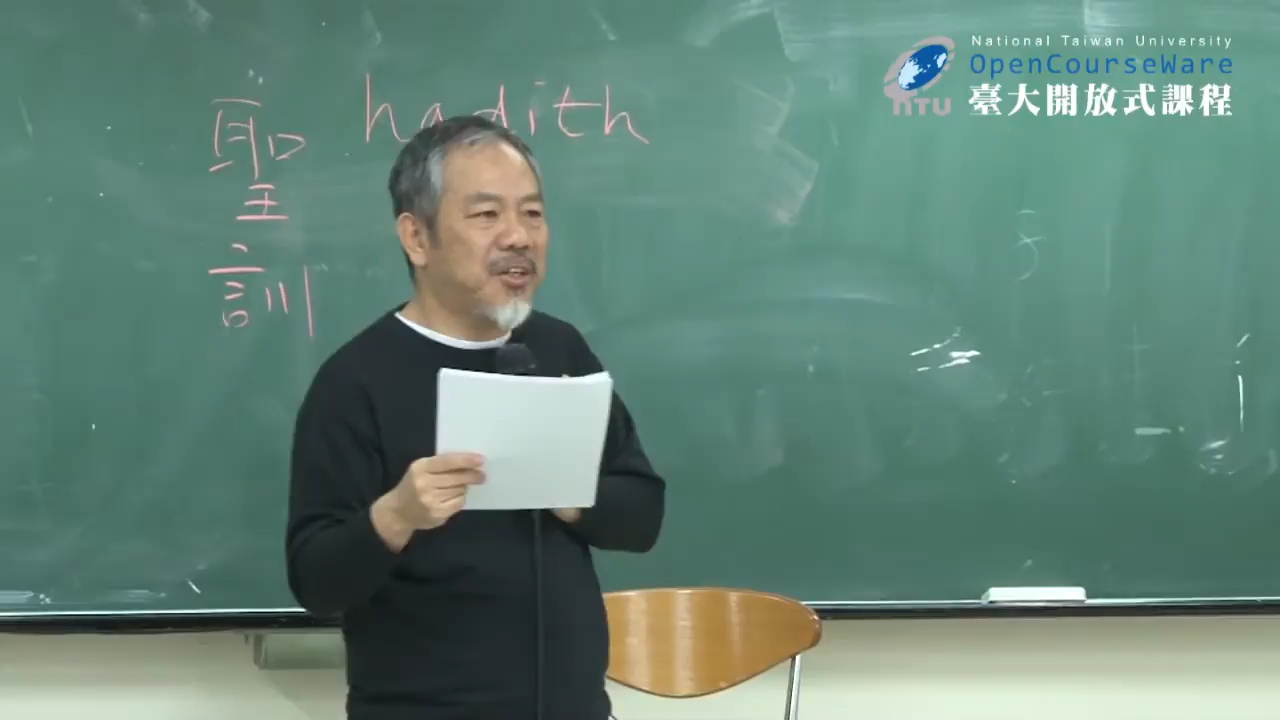 聖訓
hadith
National Taiwan University
OpenCourseWare
臺大開放式課程
NTU